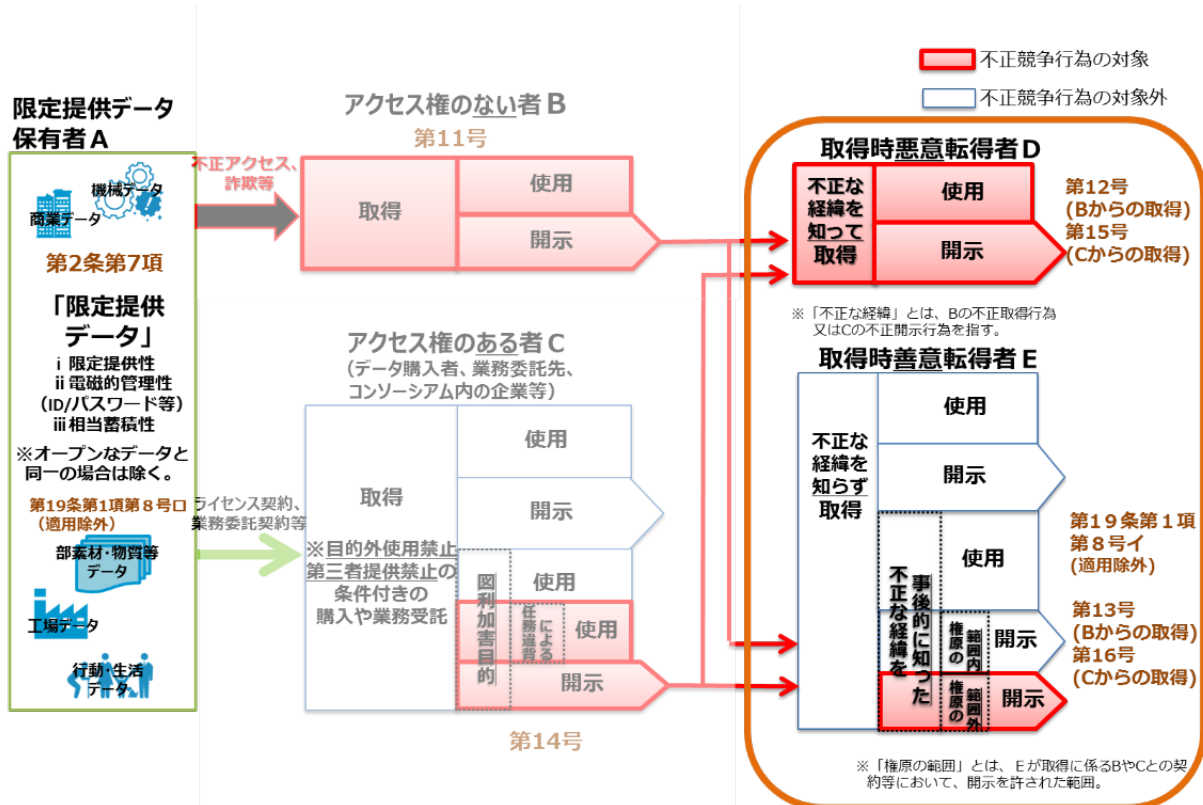 不正競争行為の対象
不正競争行為の対象外
限定提供データ
保有者A
機械データ
商業データ
第2条第7項
「限定提供
データ」
ⅰ 限定提供性
ⅱ 電磁的管理性
（ID/パスワード等）
ⅲ 相当蓄積性
※オープンなデータと
同一の場合は除く。
第19条第1項第８号ロ
（適用除外）
部素材・物質等
データ
工場データ
行動・生活
データ
不正アクセス、
詐欺等
ライセンス契約、
業務委託契約等
アクセス権のない者B
第11号
取得
使用
開示
アクセス権のある者C
（データ購入者、業務委託先、
コンソーシアム内の企業等）
取得
※目的外使用禁止
第三者提供禁止の
条件付きの
購入や業務受託
使用
開示
図利加害目的
使用
による
任務違背
使用
開示
第14号
取得時悪意転得者D
不正な
経緯を
知って
取得
使用
開示
第12号
(Bからの取得)
第15号
(Cからの取得)
※「不正な経緯」とは、Bの不正取得行為
又はCの不正開示行為を指す。
取得時善意転得者E
不正な
経緯を
知らず
取得
使用
開示
事後的に知った
不正な経緯を
使用
範囲内
権原の
開示
範囲外
権原の
開示
第19条第１項
第８号イ
(適用除外)
第13号
(Bからの取得)
第16号
(Cからの取得)
※「権原の範囲」とは、Ｅが取得に係るBやCとの契
約等において、開示を許された範囲。